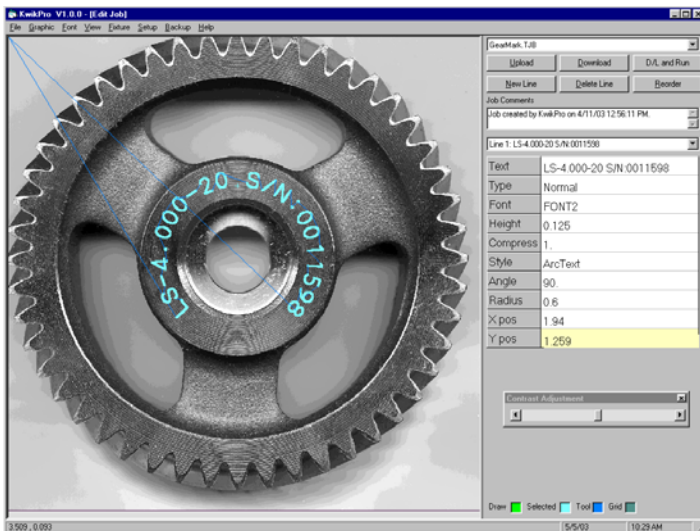 KwikPro V1.0.0 - [Edit Job]
File Graphic Font View Fixture Setup Backup Help
GearMark.TJB
Upload Download D/L and Run
New Line Delete Line Reorder
Job Comments
Job created by KwikPro on 4/11/03 12:56:11 PM.
Line 1: LS-4.000-20 S/N:0011598
Text LS-4.000-20 S/N:0011598
Type Normal
Font FONT2
Height 0.125
Compress 1.
Style ArcText
Angle 90.
Radius 0.6
X pos 1.94
Y pos 1.259
LS-4.000-20 S/N:0011598
Contrast Adjustment
Draw Selected Tool Grid
3.509 , 0.093 5/5/03 10:29 AM